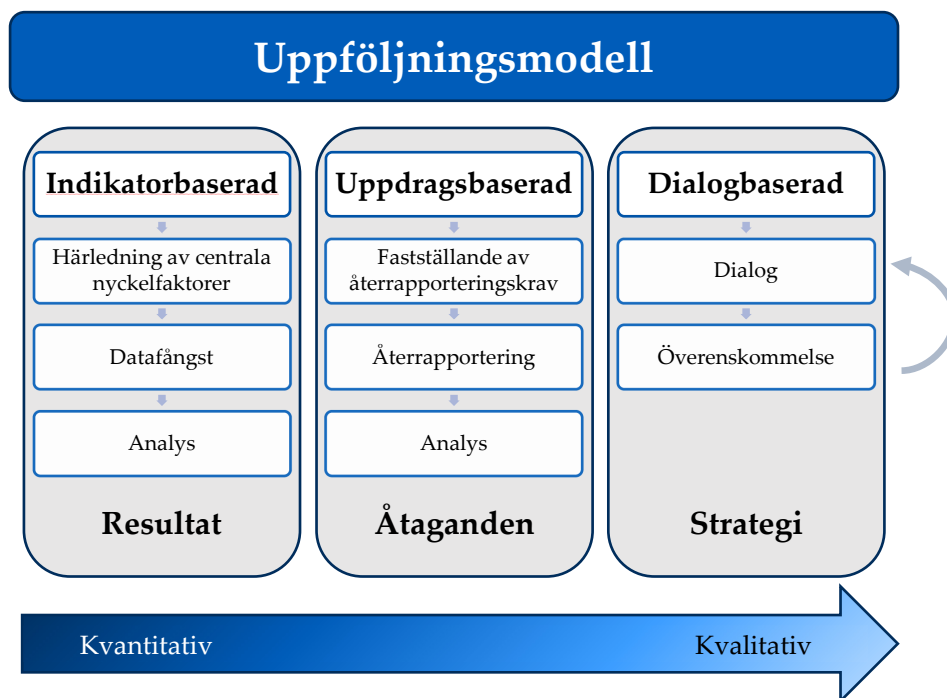 Uppföljningsmodell
Indikatorbaserad
Härledning av centrala
nyckelfaktorer
Datafångst
Analys
Resultat
Uppdragsbaserad
Fastställande av
återrapporteringskrav
Återrapportering
Analys
Åtaganden
Dialogbaserad
Dialog
Överenskommelse
Strategi
Kvantitativ
Kvalitativ